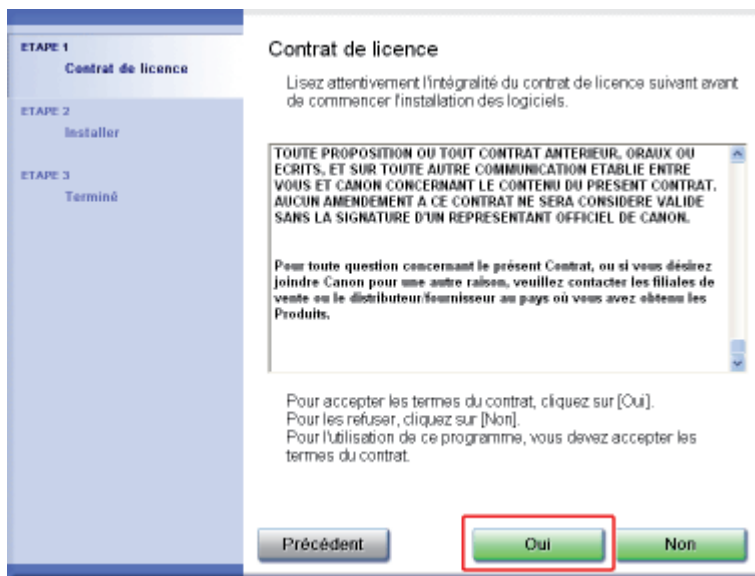 ETAPE 1
Contrat de licence
ETAPE 2
Installer
ETAPE 3
Terminé
Contrat de licence
Lisez attentivement l'intégralité du contrat de licence suivant avant
de commencer l'installation des logiciels.
TOUTE PROPOSITION OU TOUT CONTRAT ANTERIEUR, ORAUX OU
ECRITS, ET SUR TOUTE AUTRE COMMUNICATION ETABLIE ENTRE
VOUS ET CANON CONCERNANT LE CONTENU DU PRESENT CONTRAT.
AUCUN AMENDEMENT A CE CONTRAT NE SERA CONSIDERE VALIDE
SANS LA SIGNATURE D'UN REPRESENTANT OFFICIEL DE CANON.
Pour toute question concernant le présent Contrat, ou si vous désirez
joindre Canon pour une autre raison, veuillez contacter les filiales de
vente ou le distributeur/fournisseur au pays où vous avez obtenu les
Produits.
Pour accepter les termes du contrat, cliquez sur [Oui].
Pour les refuser, cliquez sur [Non].
Pour l'utilisation de ce programme, vous devez accepter les
termes du contrat.
Précédent
Oui
Non